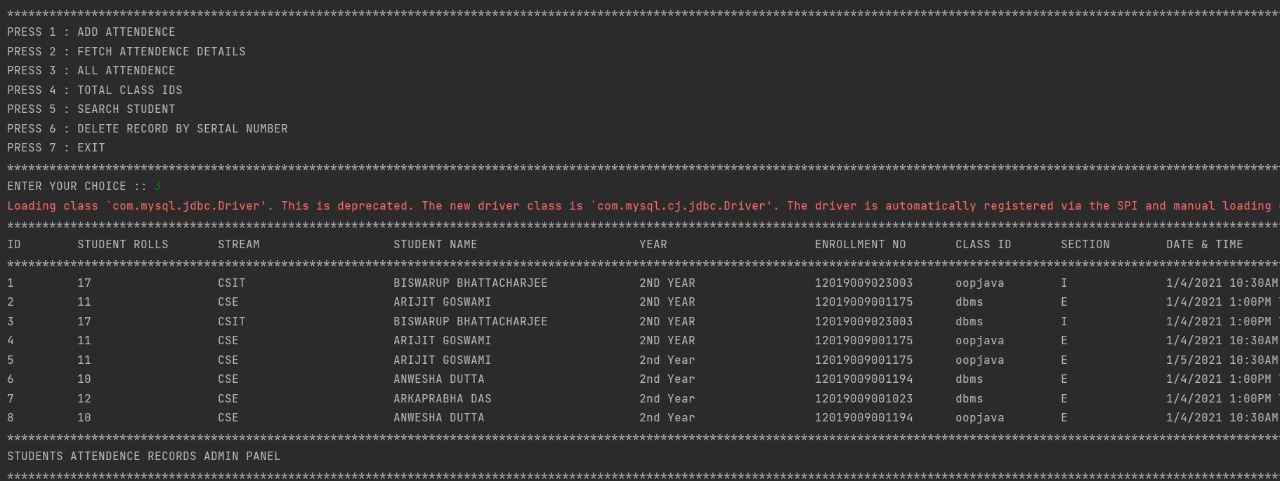 ********************************************************************************
PRESS 1 : ADD ATTENDENCE
PRESS 2 : FETCH ATTENDENCE DETAILS
PRESS 3 : ALL ATTENDENCE
PRESS 4 : TOTAL CLASS IDS
PRESS 5 : SEARCH STUDENT
PRESS 6 : DELETE RECORD BY SERIAL NUMBER
PRESS 7 : EXIT
********************************************************************************
ENTER YOUR CHOICE :: 3
Loading class `com.mysql.jdbc.Driver'. This is deprecated. The new driver class is `com.mysql.cj.jdbc.Driver'. The driver is automatically registered via the SPI and manual loading
********************************************************************************
ID STUDENT ROLLS STREAM STUDENT NAME YEAR ENROLLMENT NO CLASS ID SECTION DATE & TIME
********************************************************************************
1 17 CSIT BISWARUP BHATTACHARJEE 2ND YEAR 12019009023003 oopjava I 1/4/2021 10:30AM
2 11 CSE ARIJIT GOSWAMI 2ND YEAR 12019009001175 dbms E 1/4/2021 1:00PM
3 17 CSIT BISWARUP BHATTACHARJEE 2ND YEAR 12019009023003 dbms I 1/4/2021 1:00PM
4 11 CSE ARIJIT GOSWAMI 2ND YEAR 12019009001175 oopjava E 1/4/2021 10:30AM
5 11 CSE ARIJIT GOSWAMI 2nd Year 12019009001175 oopjava E 1/5/2021 10:30AM
6 10 CSE ANWESHA DUTTA 2nd Year 12019009001194 dbms E 1/4/2021 1:00PM
7 12 CSE ARKAPRABHA DAS 2nd Year 12019009001023 dbms E 1/4/2021 1:00PM
8 10 CSE ANWESHA DUTTA 2nd Year 12019009001194 oopjava E 1/4/2021 10:30AM
********************************************************************************
STUDENTS ATTENDENCE RECORDS ADMIN PANEL
********************************************************************************